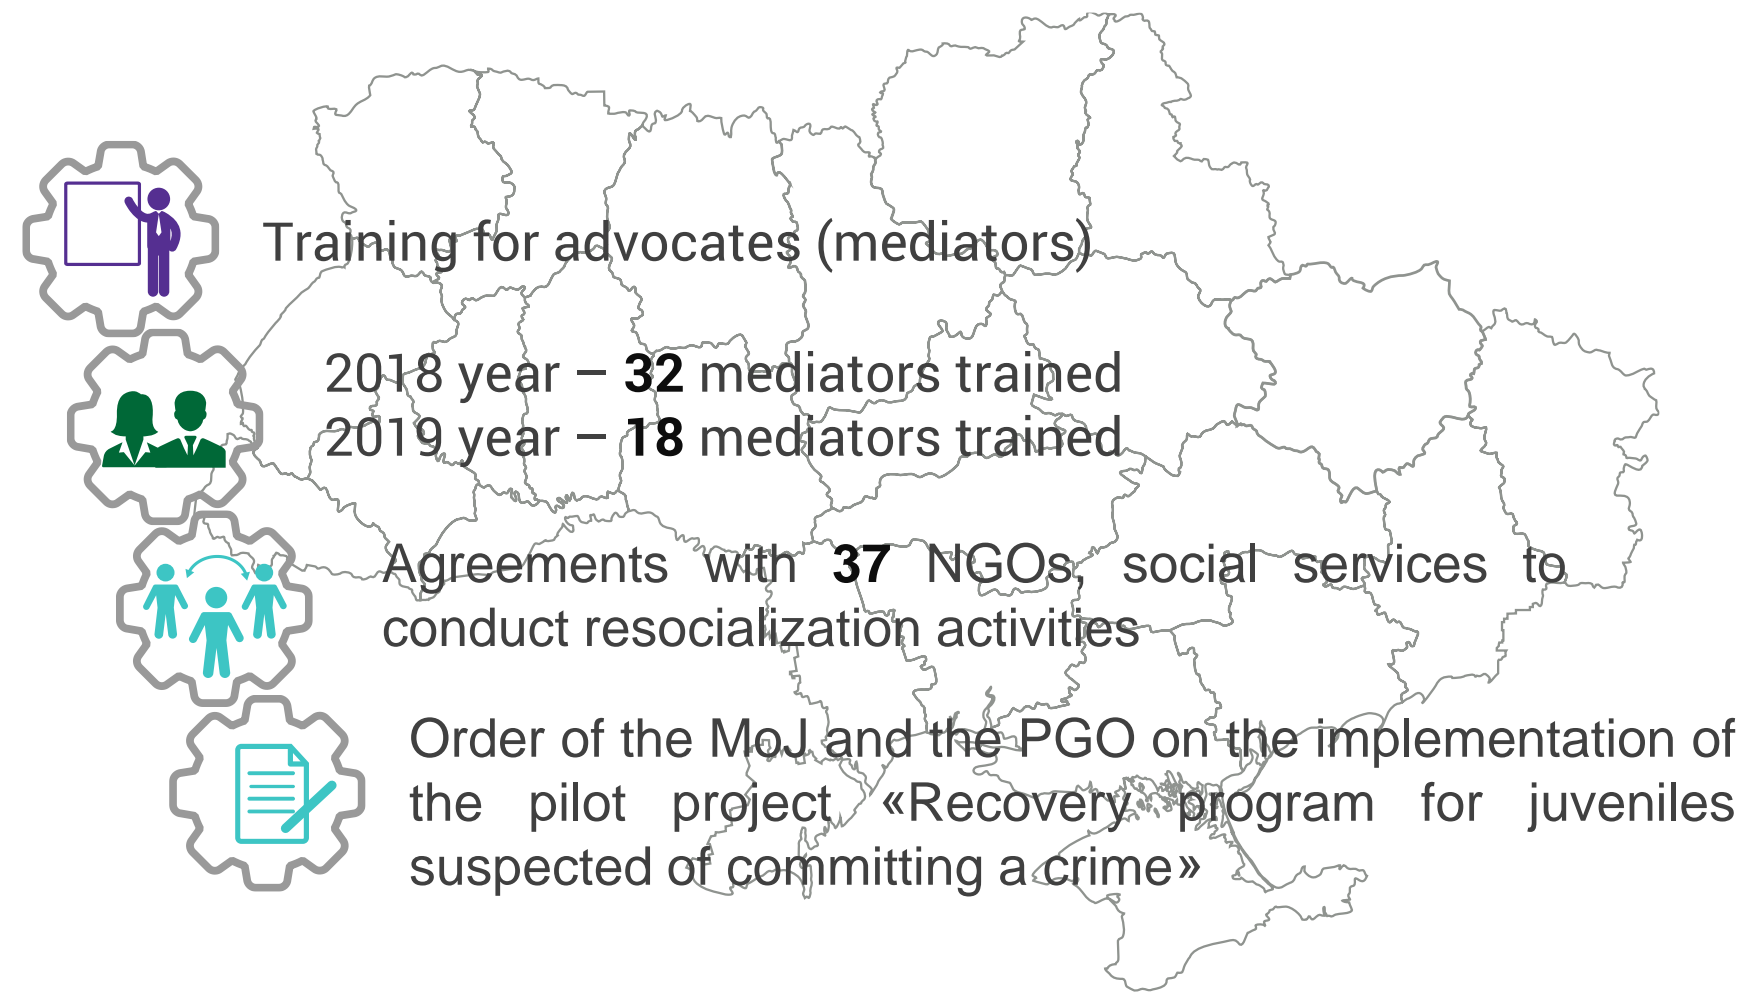 Training for advocates (mediators)
2018 year – 32 mediators trained
2019 year – 18 mediators trained
Agreements with 37 NGOs, social services to
conduct resocialization activities
Order of the MoJ and the PGO on the implementation of
the pilot project «Recovery program for juveniles
suspected of committing a crime»